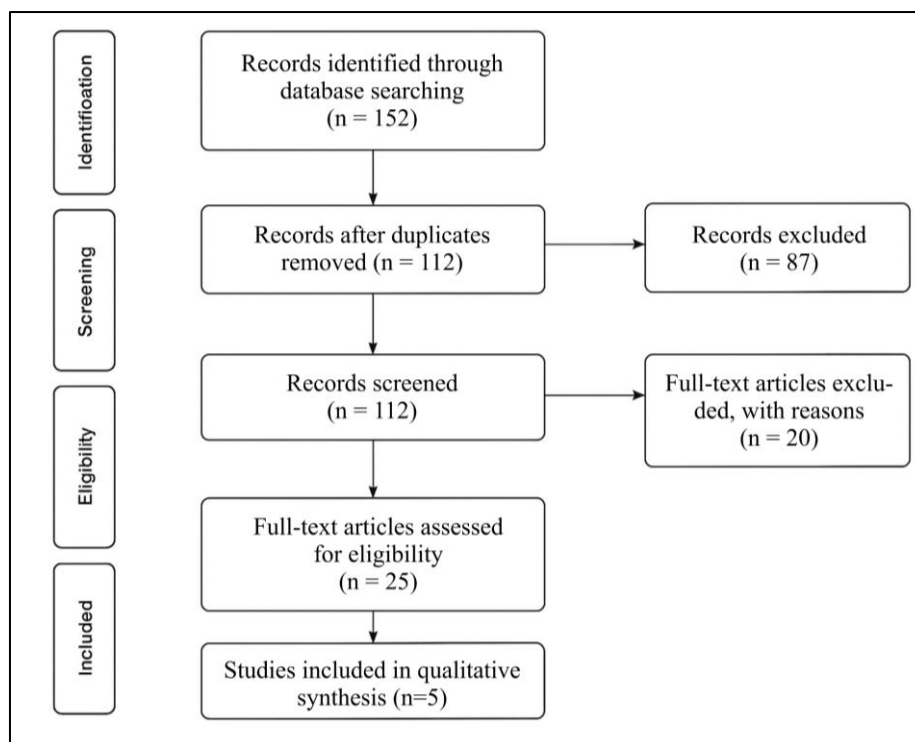 Identifioation
Records identified through
database searching
(n = 152)
Screening
Records after duplicates
removed (n = 112)
Records excluded
(n = 87)
Records screened
(n = 112)
Full-text articles exclu-
ded, with reasons
(n = 20)
Eligibility
Full-text articles assessed
for eligibility
(n = 25)
Included
Studies included in qualitative
synthesis (n=5)